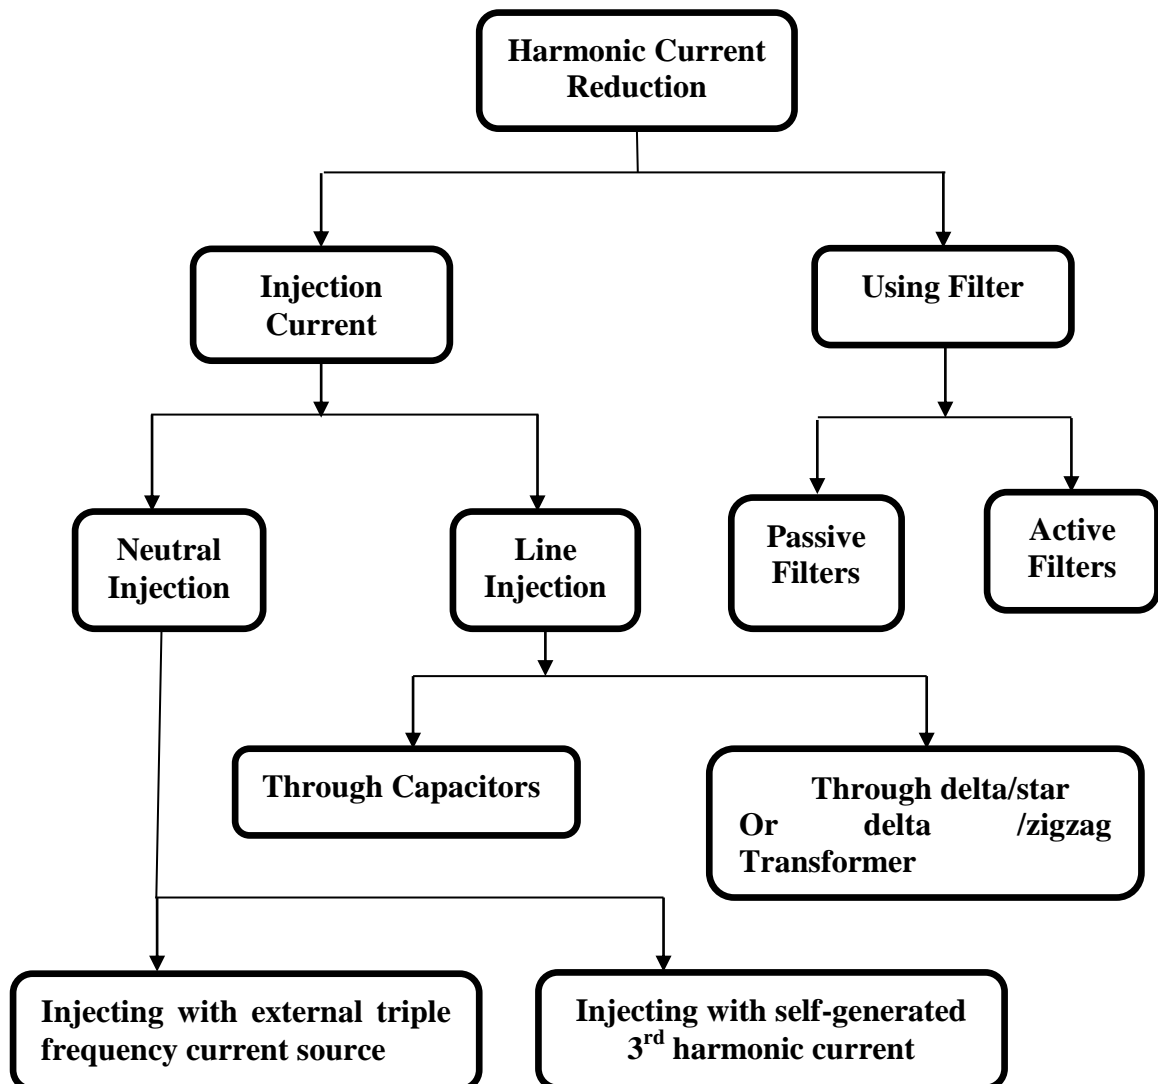 Harmonic Current
Reduction
Injection
Current
Using Filter
Neutral
Injection
Line
Injection
Passive
Filters
Active
Filters
Through Capacitors
Through delta/star
Or delta /zigzag
Transformer
Injecting with external triple
frequency current source
Injecting with self-generated
3rd harmonic current